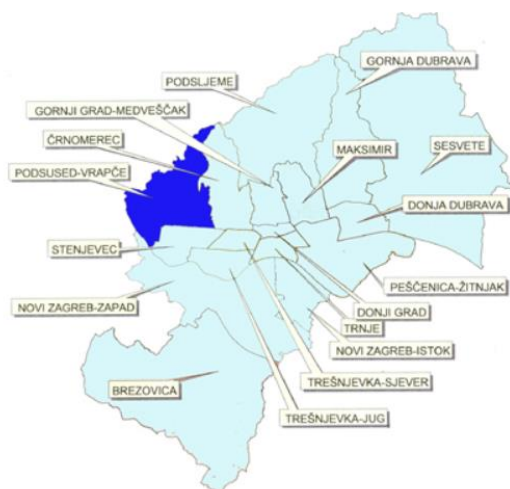 GORNJA DUBRAVA
PODSLJEME
GORNJI GRAD-MEDVEŠČAK
ČRNOMEREC
MAKSIMIR
SESVETE
PODSUSED-VRAPČE
DONJA DUBRAVA
STENJEVEC
PEŠČENICA-ŽITNJAK
NOVI ZAGREB-ZAPAD
DONJI GRAD
TRNJE
NOVI ZAGREB-ISTOK
TREŠNJEVKA-SJEVER
BREZOVICA
TREŠNJEVKA-JUG